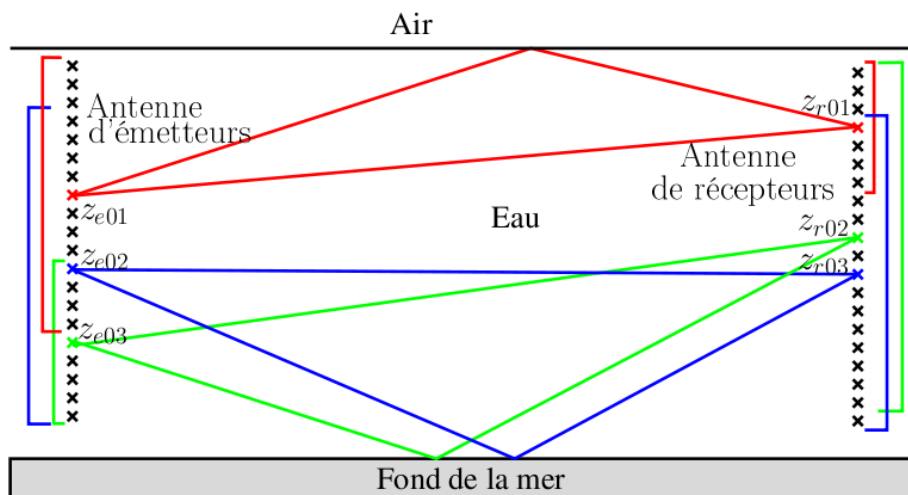 Air
Antenne
d'émetteurs
z_{r01}
Antenne
de récepteurs
z_{e01}
Eau
z_{r02}
z_{e02}
z_{r03}
z_{e03}
Fond de la mer